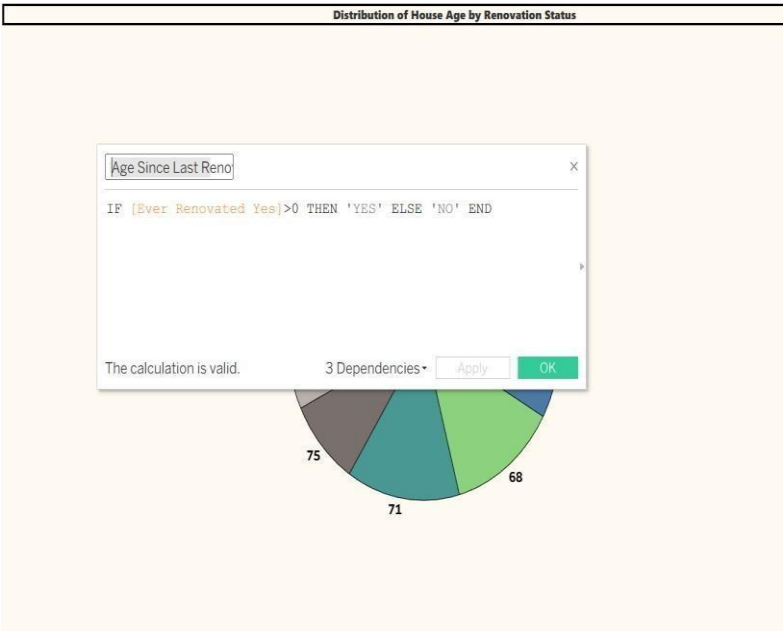 Distribution of House Age by Renovation Status
Age Since Last Reno
IF [Ever Renovated Yes]>0 THEN 'YES' ELSE 'NO' END
The calculation is valid.
3 Dependencies
Apply
OK
75
68
71